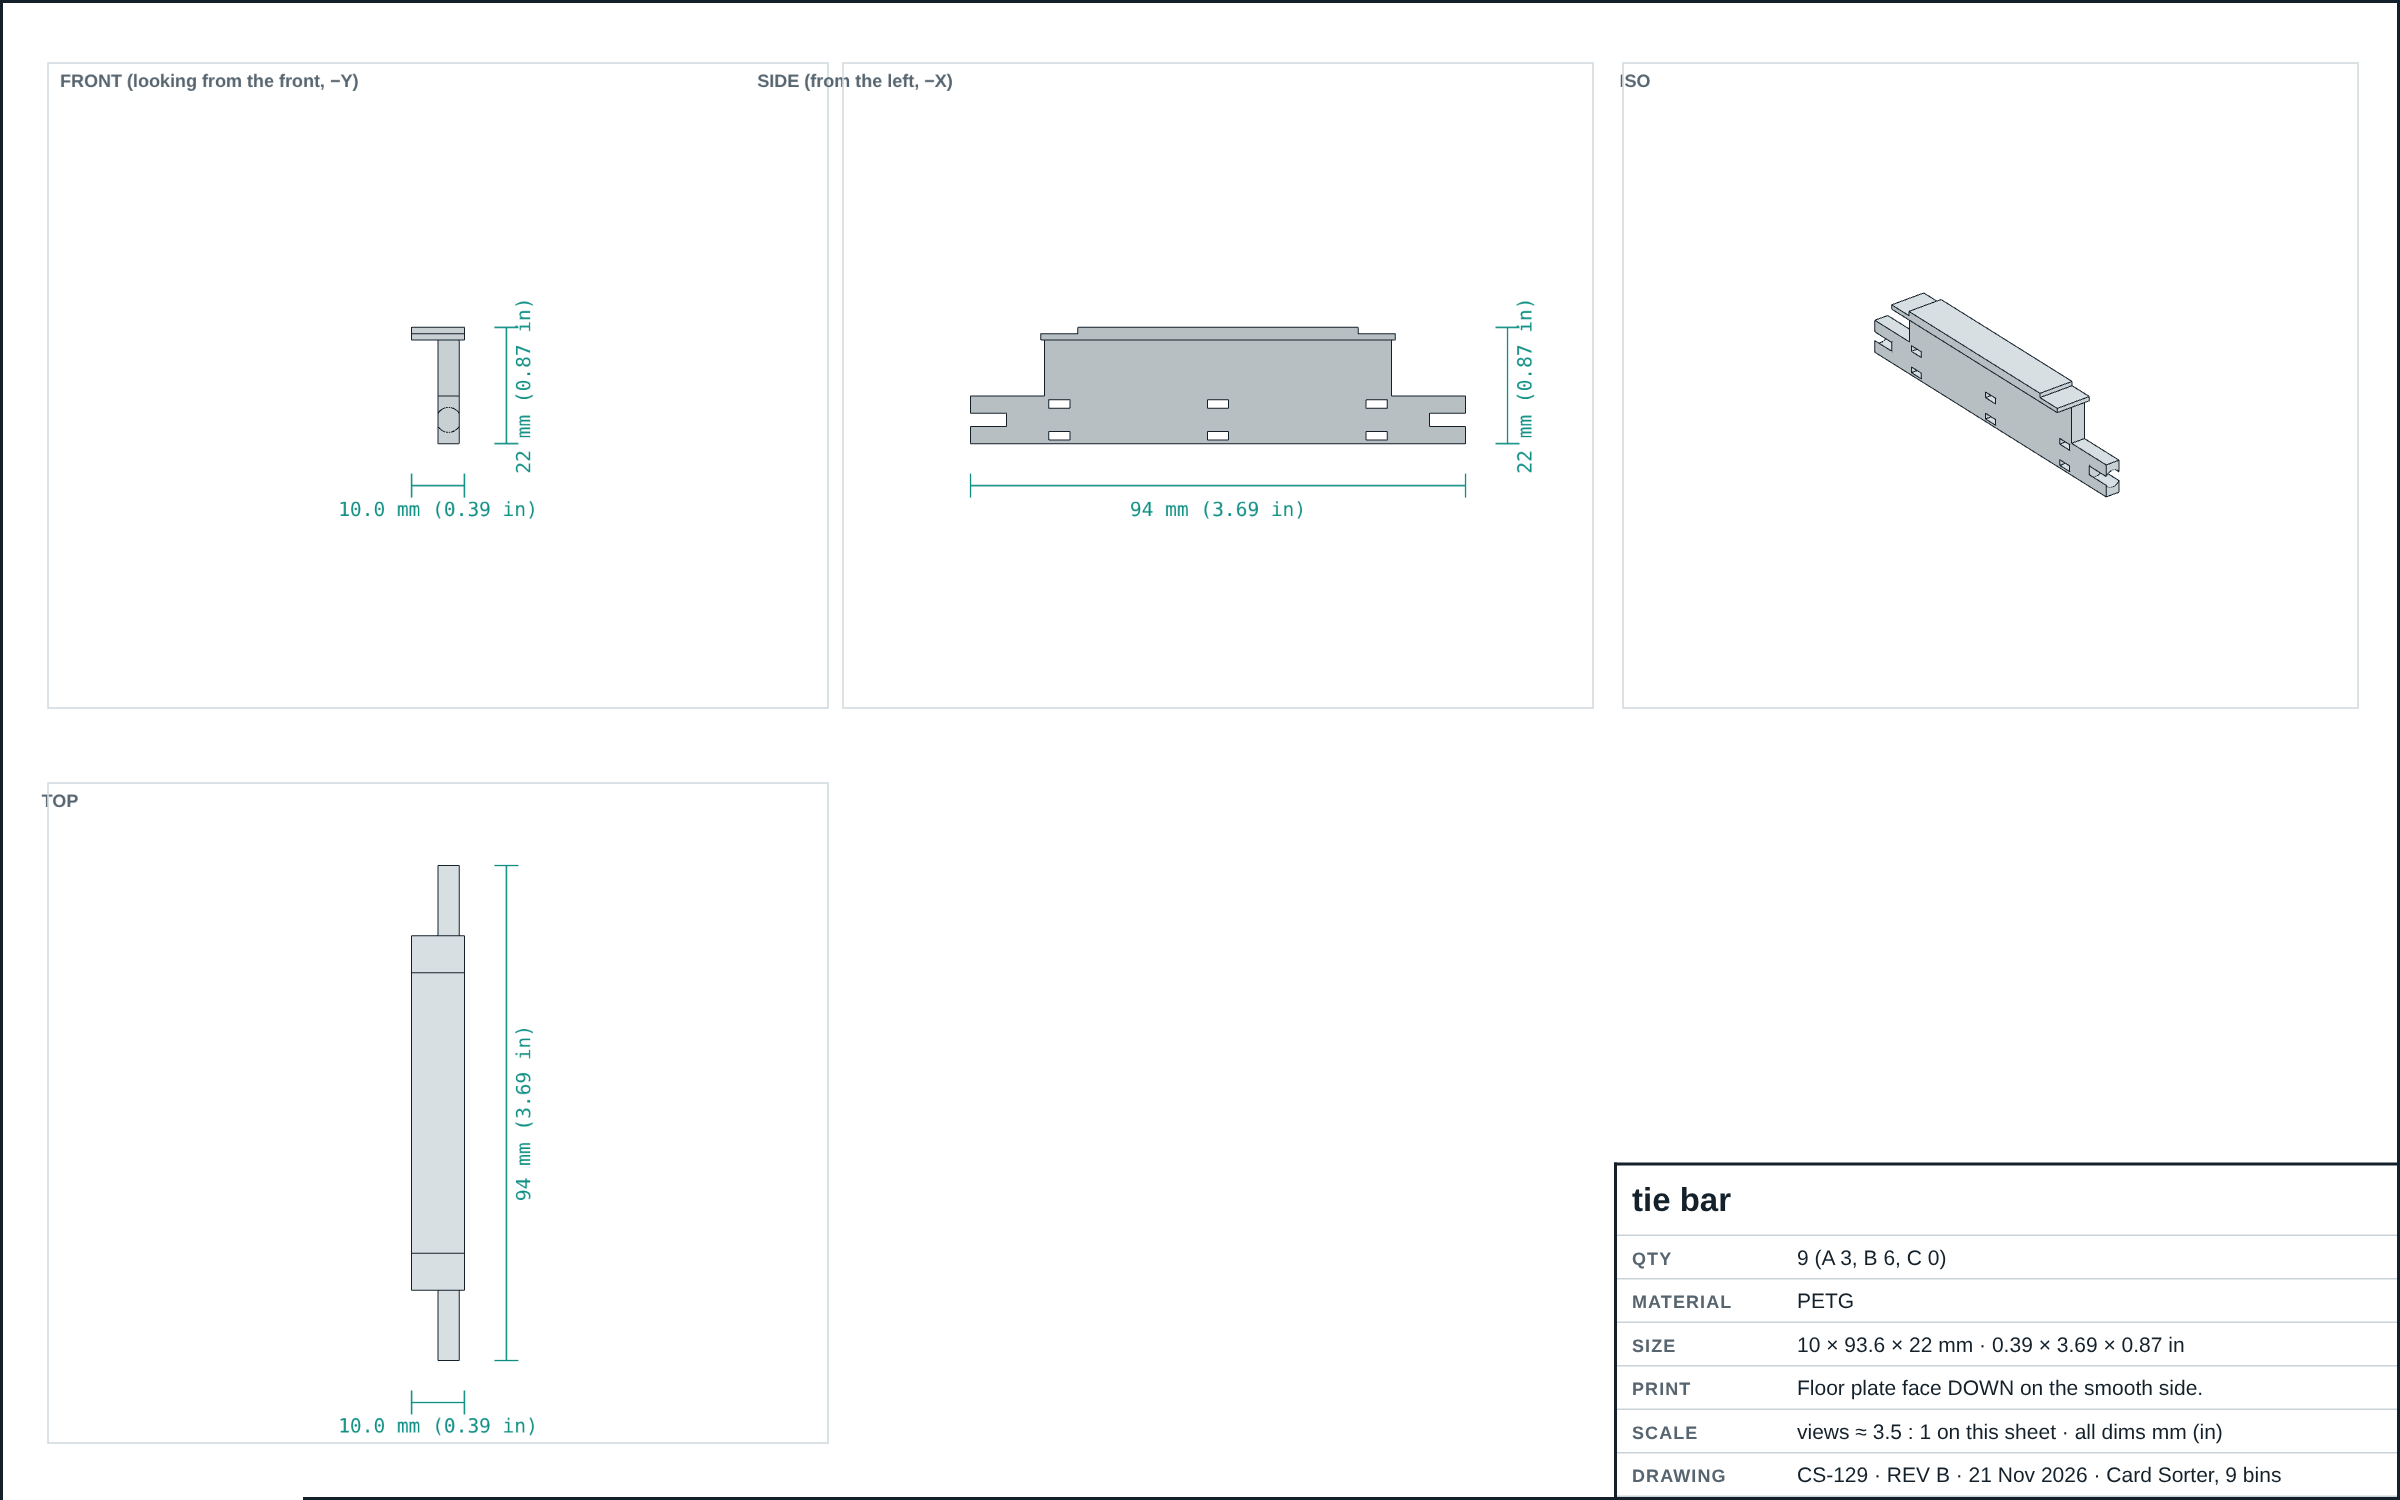 FRONT (looking from the front, −Y)
SIDE (from the left, −X)
ISO
22 mm (0.87 in)
10.0 mm (0.39 in)
22 mm (0.87 in)
94 mm (3.69 in)
TOP
94 mm (3.69 in)
10.0 mm (0.39 in)
tie bar
QTY 9 (A 3, B 6, C 0)
MATERIAL PETG
SIZE 10 × 93.6 × 22 mm · 0.39 × 3.69 × 0.87 in
PRINT Floor plate face DOWN on the smooth side.
SCALE views ≈ 3.5 : 1 on this sheet · all dims mm (in)
DRAWING CS-129 · REV B · 21 Nov 2026 · Card Sorter, 9 bins